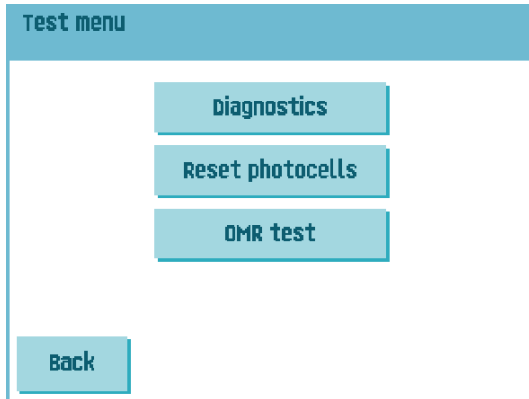 Test menu
Diagnostics
Reset photocells
OMR test
Back